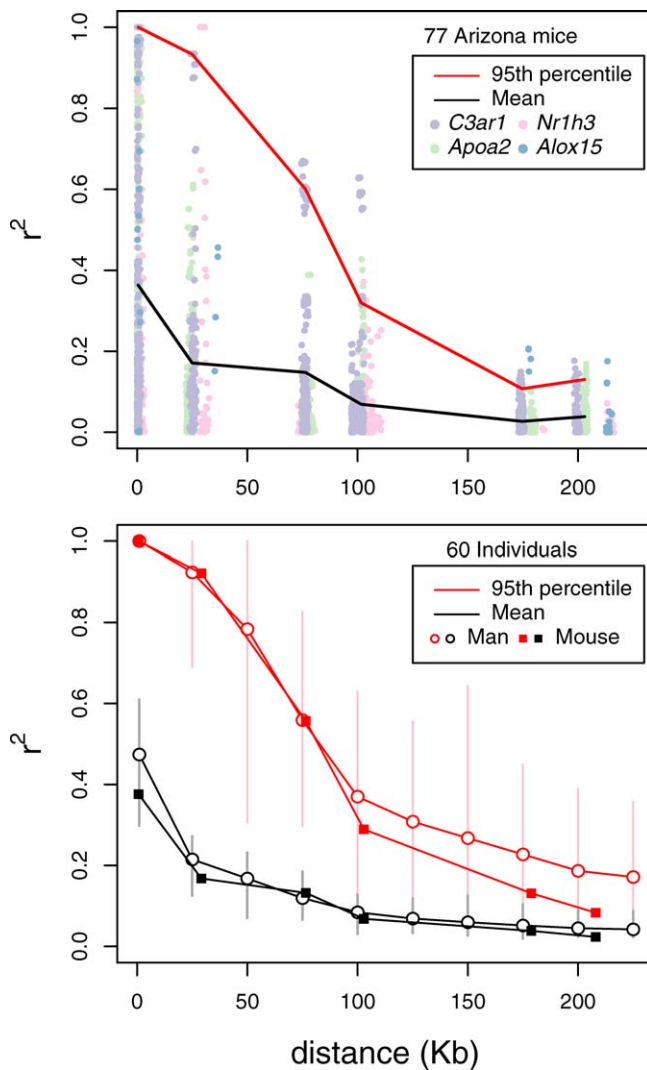 77 Arizona mice
95th percentile
Mean
C3ar1 Nr1h3
Apoa2 Alox15
r²
1.0
0.8
0.6
0.4
0.2
0.0
0 50 100 150 200
60 Individuals
95th percentile
Mean
Man Mouse
r²
1.0
0.8
0.6
0.4
0.2
0.0
0 50 100 150 200
distance (Kb)